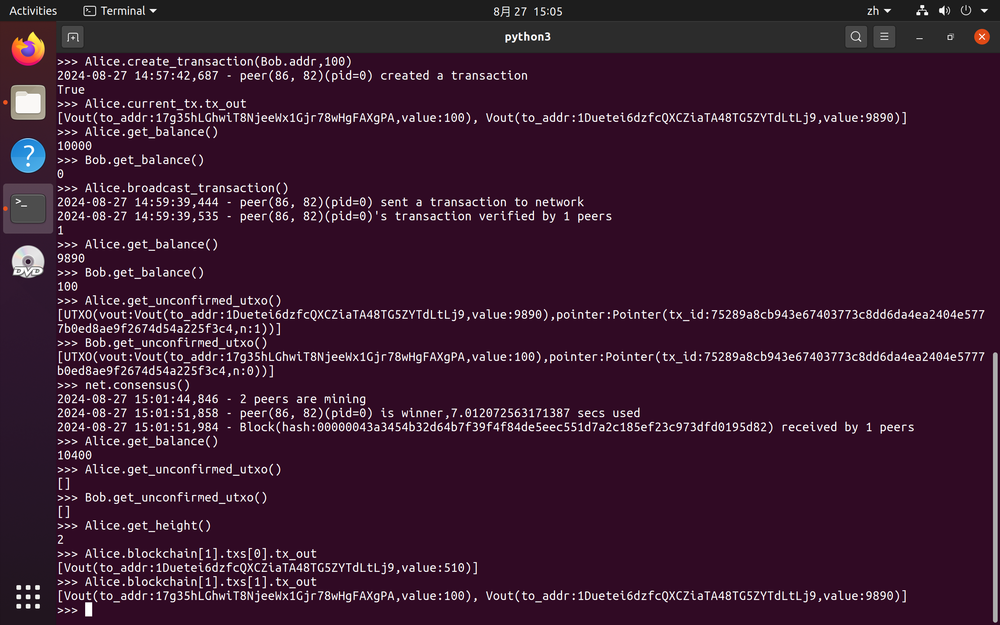 Activities
Terminal
8月 27 15:05
zh
python3
>>> Alice.create_transaction(Bob.addr,100)
2024-08-27 14:57:42,687 - peer(86, 82)(pid=0) created a transaction
True
>>> Alice.current_tx.tx_out
[Vout(to_addr:17g35hLGhwiT8NjeeWx1Gjr78wHgFAXgPA,value:100), Vout(to_addr:1Duetei6dzfcQXCZiaTA48TG5ZYTdLtLj9,value:9890)]
>>> Alice.get_balance()
10000
>>> Bob.get_balance()
0
>>> Alice.broadcast_transaction()
2024-08-27 14:59:39,444 - peer(86, 82)(pid=0) sent a transaction to network
2024-08-27 14:59:39,535 - peer(86, 82)(pid=0)'s transaction verified by 1 peers
1
>>> Alice.get_balance()
9890
>>> Bob.get_balance()
100
>>> Alice.get_unconfirmed_utxo()
[UTXO(vout:Vout(to_addr:1Duetei6dzfcQXCZiaTA48TG5ZYTdLtLj9,value:9890),pointer:Pointer(tx_id:75289a8cb943e67403773c8dd6da4ea2404e577
7b0ed8ae9f2674d54a225f3c4,n:1))]
>>> Bob.get_unconfirmed_utxo()
[UTXO(vout:Vout(to_addr:17g35hLGhwiT8NjeeWx1Gjr78wHgFAXgPA,value:100),pointer:Pointer(tx_id:75289a8cb943e67403773c8dd6da4ea2404e5777
b0ed8ae9f2674d54a225f3c4,n:0))]
>>> net.consensus()
2024-08-27 15:01:44,846 - 2 peers are mining
2024-08-27 15:01:51,858 - peer(86, 82)(pid=0) is winner,7.012072563171387 secs used
2024-08-27 15:01:51,984 - Block(hash:00000043a3454b32d64b7f39f4f84de5eec551d7a2c185ef23c973dfd0195d82) received by 1 peers
>>> Alice.get_balance()
10400
>>> Alice.get_unconfirmed_utxo()
[]
>>> Bob.get_unconfirmed_utxo()
[]
>>> Alice.get_height()
2
>>> Alice.blockchain[1].txs[0].tx_out
[Vout(to_addr:1Duetei6dzfcQXCZiaTA48TG5ZYTdLtLj9,value:510)]
>>> Alice.blockchain[1].txs[1].tx_out
[Vout(to_addr:17g35hLGhwiT8NjeeWx1Gjr78wHgFAXgPA,value:100), Vout(to_addr:1Duetei6dzfcQXCZiaTA48TG5ZYTdLtLj9,value:9890)]
>>>
DVD